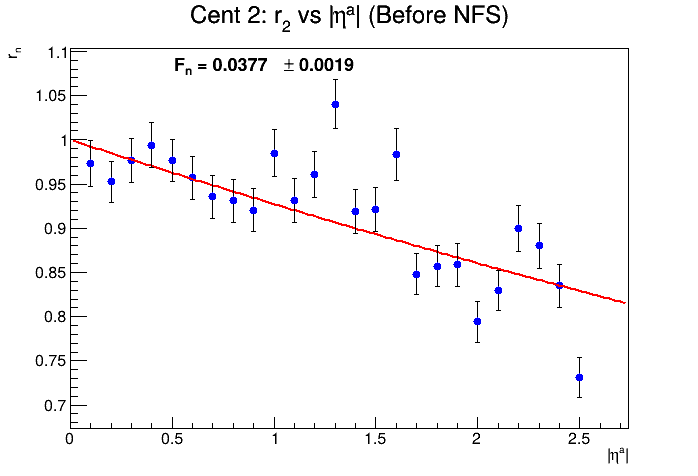 Cent 2: r₂ vs |ηᵃ| (Before NFS)
rₙ
Fₙ = 0.0377 ± 0.0019
1.1
1.05
1
0.95
0.9
0.85
0.8
0.75
0.7
0 0.5 1 1.5 2 2.5
|ηᵃ|